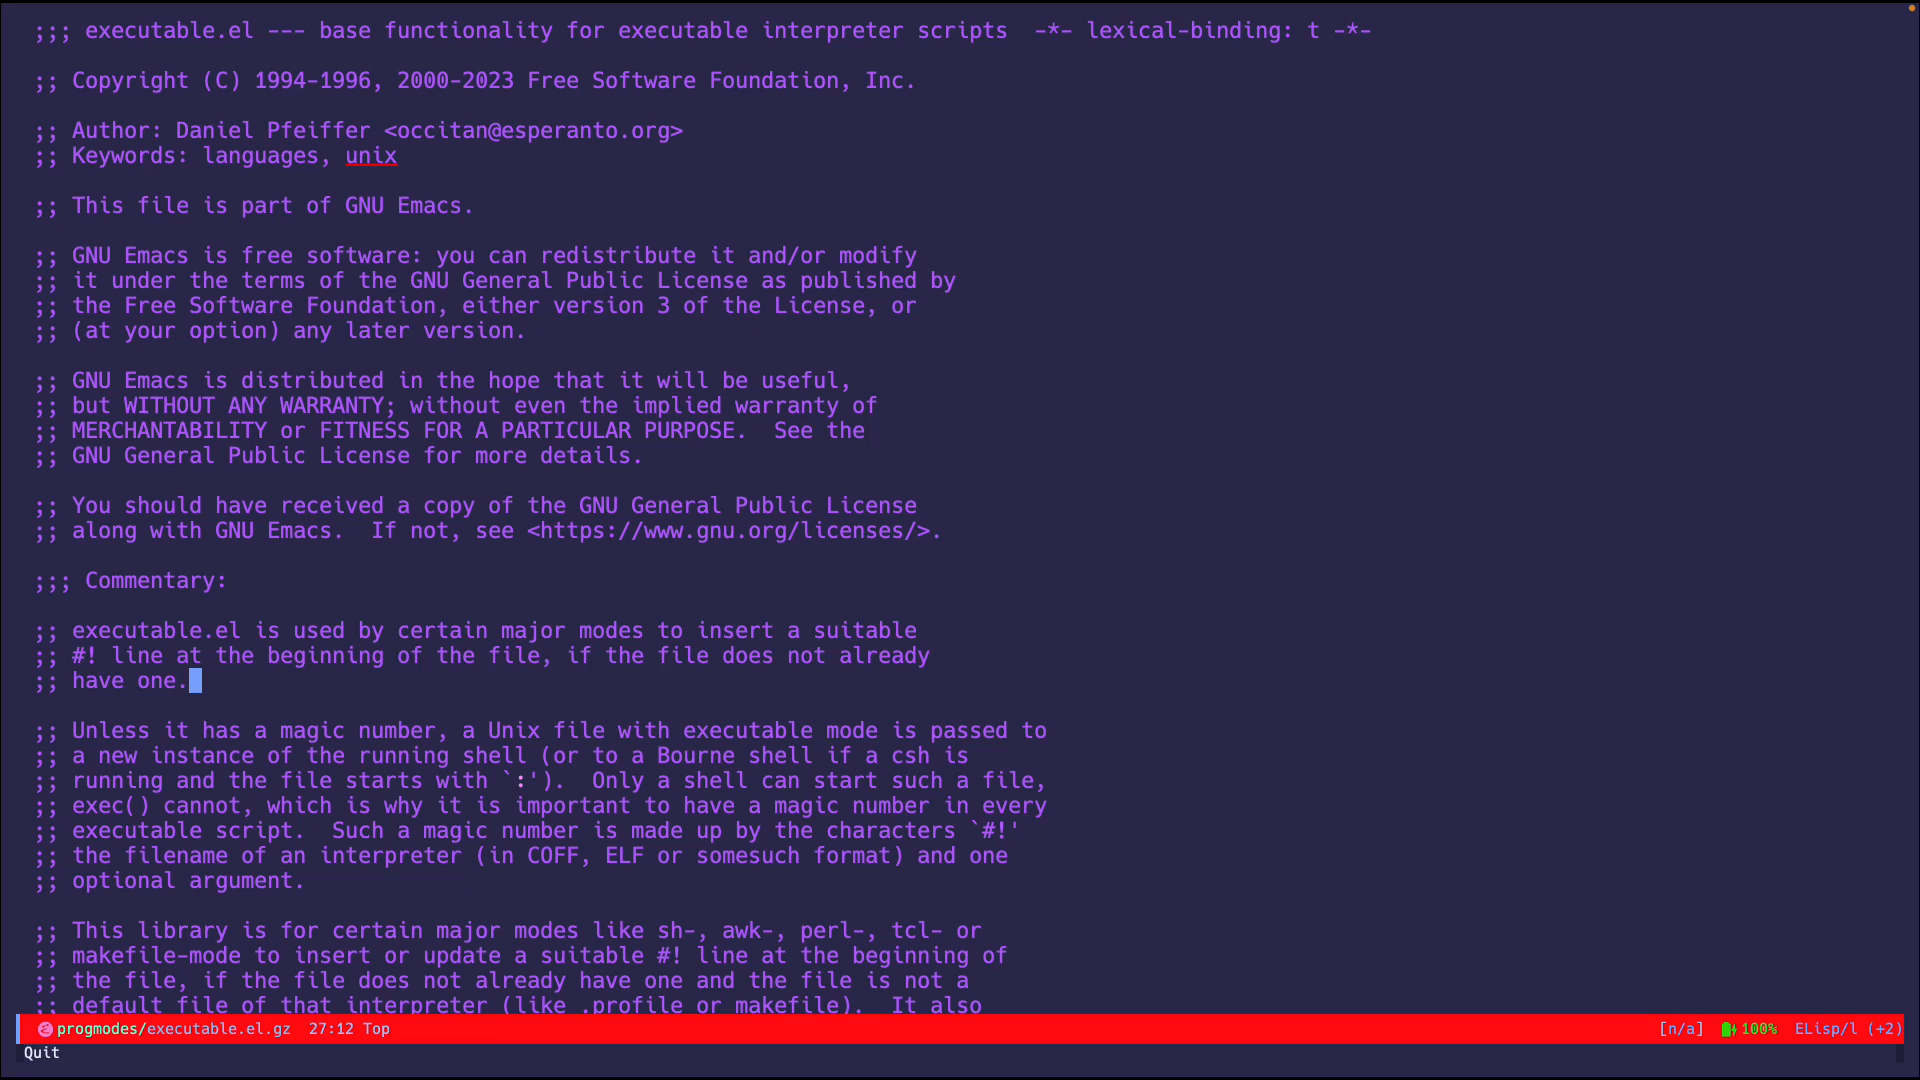 ;;; executable.el --- base functionality for executable interpreter scripts  -*- lexical-binding: t -*-
;; Copyright (C) 1994-1996, 2000-2023 Free Software Foundation, Inc.
;; Author: Daniel Pfeiffer <occitan@esperanto.org>
;; Keywords: languages, unix
;; This file is part of GNU Emacs.
;; GNU Emacs is free software: you can redistribute it and/or modify
;; it under the terms of the GNU General Public License as published by
;; the Free Software Foundation, either version 3 of the License, or
;; (at your option) any later version.
;; GNU Emacs is distributed in the hope that it will be useful,
;; but WITHOUT ANY WARRANTY; without even the implied warranty of
;; MERCHANTABILITY or FITNESS FOR A PARTICULAR PURPOSE.  See the
;; GNU General Public License for more details.
;; You should have received a copy of the GNU General Public License
;; along with GNU Emacs.  If not, see <https://www.gnu.org/licenses/>.
;;; Commentary:
;; executable.el is used by certain major modes to insert a suitable
;; #! line at the beginning of the file, if the file does not already
;; have one.
;; Unless it has a magic number, a Unix file with executable mode is passed to
;; a new instance of the running shell (or to a Bourne shell if a csh is
;; running and the file starts with `:').  Only a shell can start such a file,
;; exec() cannot, which is why it is important to have a magic number in every
;; executable script.  Such a magic number is made up by the characters `#!'
;; the filename of an interpreter (in COFF, ELF or somesuch format) and one
;; optional argument.
;; This library is for certain major modes like sh-, awk-, perl-, tcl- or
;; makefile-mode to insert or update a suitable #! line at the beginning of
;; the file, if the file does not already have one and the file is not a
;; default file of that interpreter (like .profile or makefile).  It also
progmodes/executable.el.gz  27:12 Top  [n/a]  100%  ELisp/l (+2)
Quit